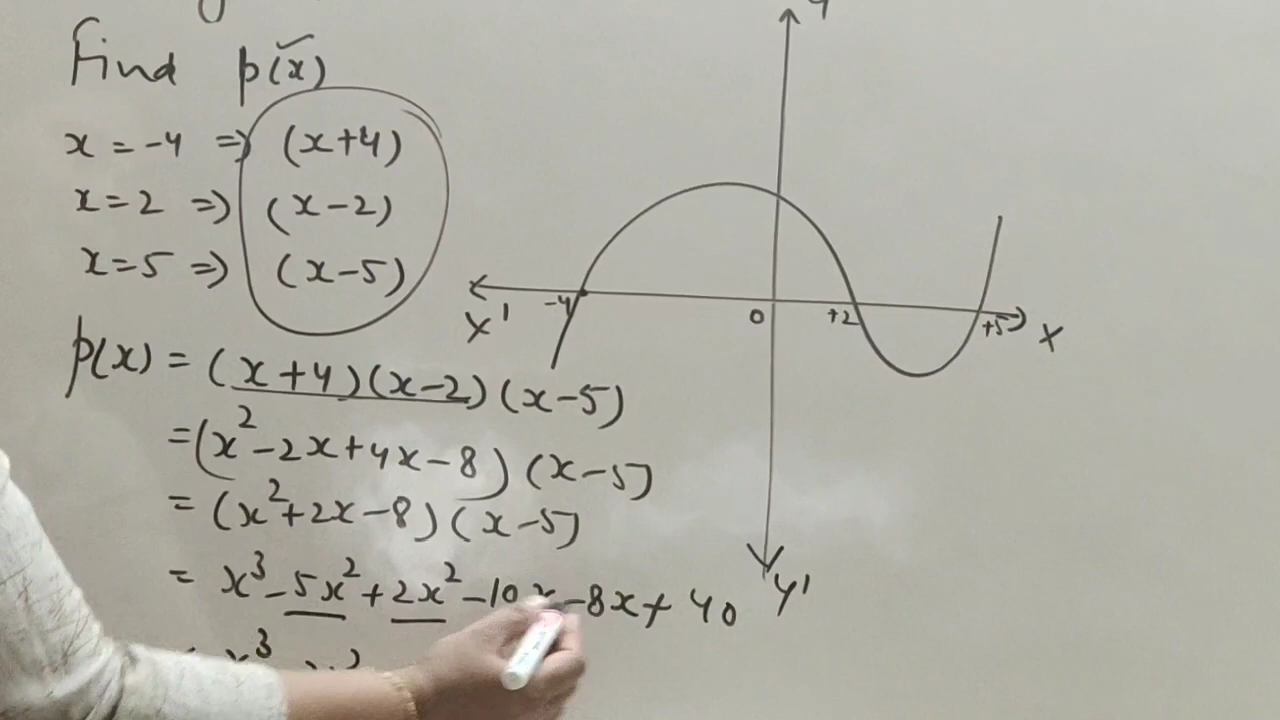 Find p(x)
x = -4 => (x+4)
x = 2 => (x-2)
x = 5 => (x-5)
p(x) = (x+4)(x-2)(x-5)
= (x²-2x+4x-8)(x-5)
= (x²+2x-8)(x-5)
= x³-5x²+2x²-10x-8x+40
x³
Y
X'
-4
0
+2
+5
X
Y'